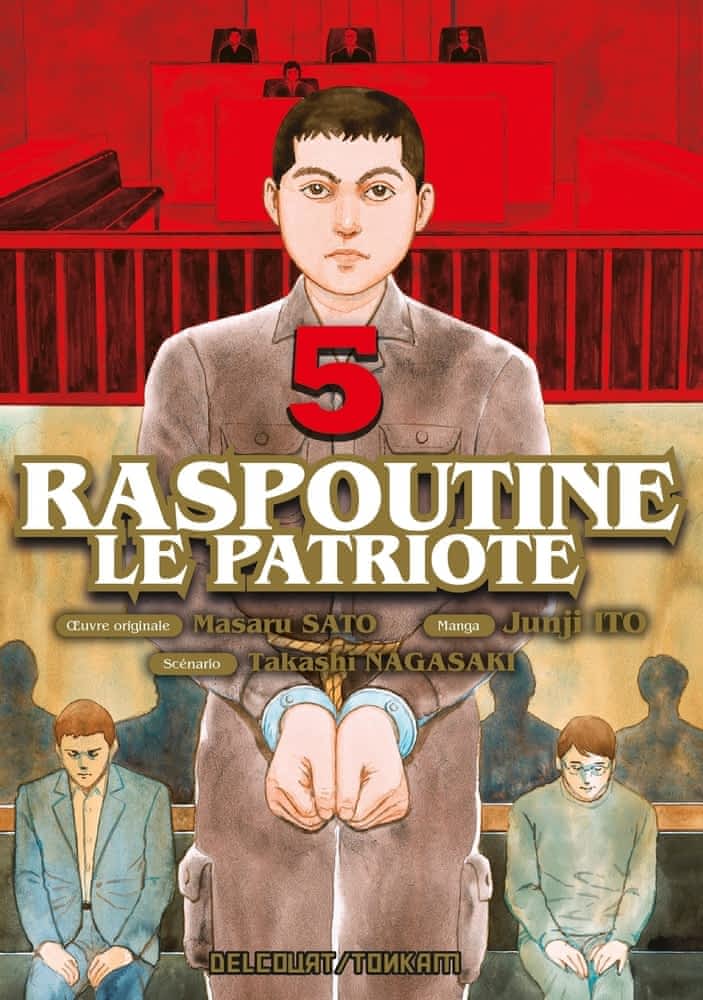 5
RASPOUTINE
LE PATRIOTE
Œuvre originale Masaru SATO Manga Junji ITO
Scénario Takashi NAGASAKI
DELCOURT/TONKAM